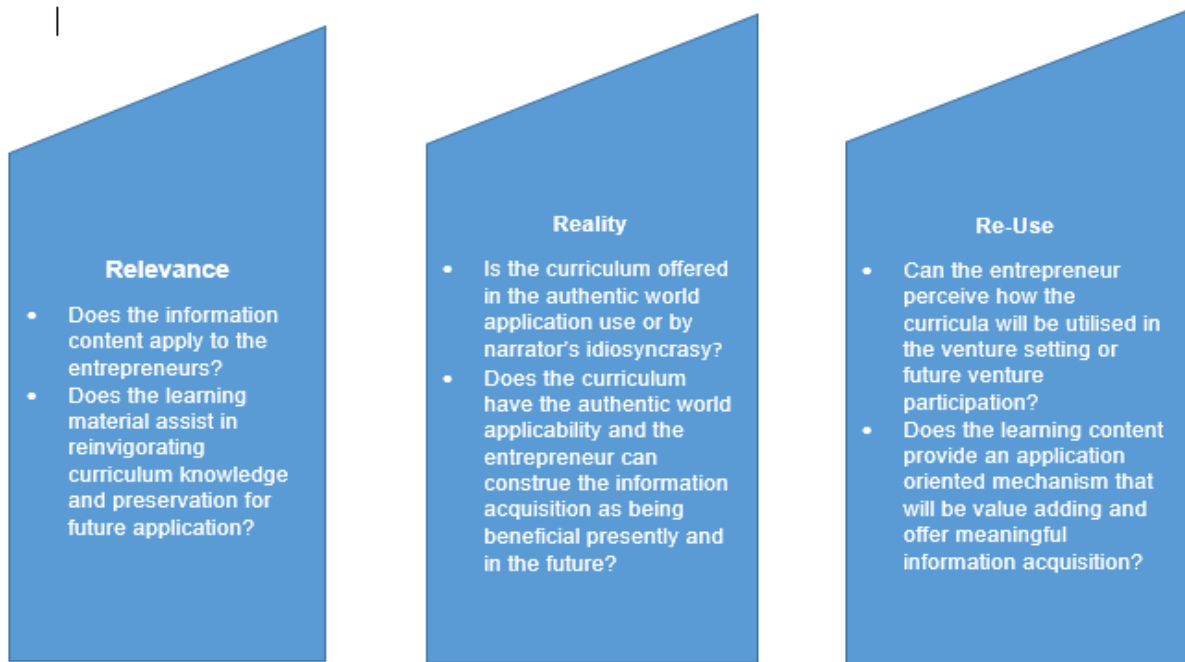 Relevance
• Does the information
content apply to the
entrepreneurs?
• Does the learning
material assist in
reinvigorating
curriculum knowledge
and preservation for
future application?
Reality
• Is the curriculum offered
in the authentic world
application use or by
narrator's idiosyncrasy?
• Does the curriculum
have the authentic world
applicability and the
entrepreneur can
construe the information
acquisition as being
beneficial presently and
in the future?
Re-Use
• Can the entrepreneur
perceive how the
curricula will be utilised in
the venture setting or
future venture
participation?
• Does the learning content
provide an application
oriented mechanism that
will be value adding and
offer meaningful
information acquisition?